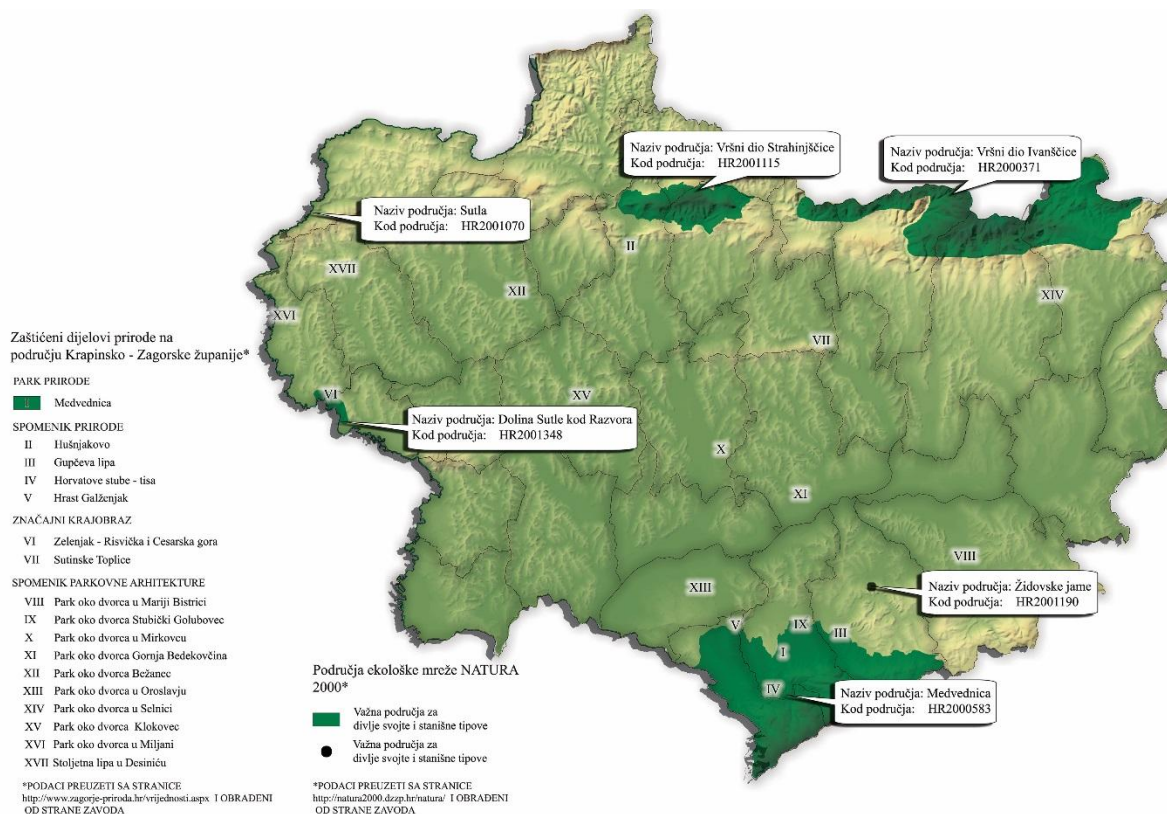 Naziv područja: Vršni dio Strahinjščice
Kod područja: HR2001115
Naziv područja: Vršni dio Ivanščice
Kod područja: HR2000371
Naziv područja: Sutla
Kod područja: HR2001070
II
XVII
XII
XIV
XVI
VII
VI
XV
Naziv područja: Dolina Sutle kod Razvora
Kod područja: HR2001348
X
XI
VIII
XIII
Naziv područja: Židovske jame
Kod područja: HR2001190
V
IX
III
I
IV
Naziv područja: Medvednica
Kod područja: HR2000583
Zaštićeni dijelovi prirode na
području Krapinsko - Zagorske županije*
PARK PRIRODE
I Medvednica
SPOMENIK PRIRODE
II Hušnjakovo
III Gupčeva lipa
IV Horvatove stube - tisa
V Hrast Galženjak
ZNAČAJNI KRAJOBRAZ
VI Zelenjak - Risvička i Cesarska gora
VII Sutinske Toplice
SPOMENIK PARKOVNE ARHITEKTURE
VIII Park oko dvorca u Mariji Bistrici
IX Park oko dvorca Stubički Golubovec
X Park oko dvorca u Mirkovcu
XI Park oko dvorca Gornja Bedekovčina
XII Park oko dvorca Bežanec
XIII Park oko dvorca u Oroslavju
XIV Park oko dvorca u Selnici
XV Park oko dvorca Klokovec
XVI Park oko dvorca u Miljani
XVII Stoljetna lipa u Desiniću
*PODACI PREUZETI SA STRANICE
http://www.zagorje-priroda.hr/vrijednosti.aspx I OBRAĐENI
OD STRANE ZAVODA
Područja ekološke mreže NATURA
2000*
Važna područja za
divlje svojte i stanišne tipove
Važna područja za
divlje svojte i stanišne tipove
*PODACI PREUZETI SA STRANICE
http://natura2000.dzzp.hr/natura/ I OBRAĐENI
OD STRANE ZAVODA